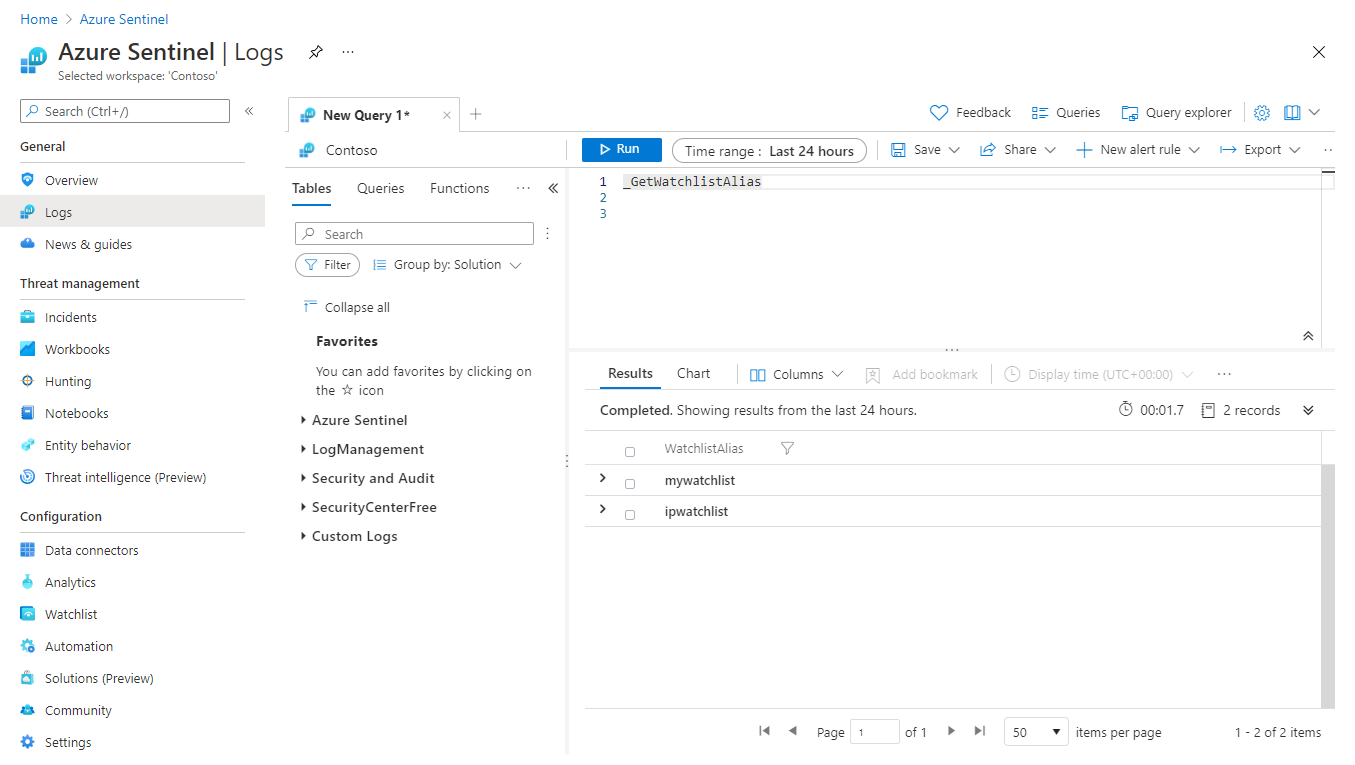 Home > Azure Sentinel
Azure Sentinel | Logs ...
Selected workspace: 'Contoso'
Search (Ctrl+/)
General
Overview
Logs
News & guides
Threat management
Incidents
Workbooks
Hunting
Notebooks
Entity behavior
Threat intelligence (Preview)
Configuration
Data connectors
Analytics
Watchlist
Automation
Solutions (Preview)
Community
Settings
New Query 1*
Feedback Queries Query explorer
Contoso
Run Time range : Last 24 hours Save Share New alert rule Export
Tables Queries Functions ...
Search
Filter Group by: Solution
Collapse all
Favorites
You can add favorites by clicking on
the ☆ icon
Azure Sentinel
LogManagement
Security and Audit
SecurityCenterFree
Custom Logs
1 _GetWatchlistAlias
2
3
Results Chart Columns Add bookmark Display time (UTC+00:00) ...
Completed. Showing results from the last 24 hours. 00:01.7 2 records
WatchlistAlias
mywatchlist
ipwatchlist
Page 1 of 1 50 items per page 1 - 2 of 2 items